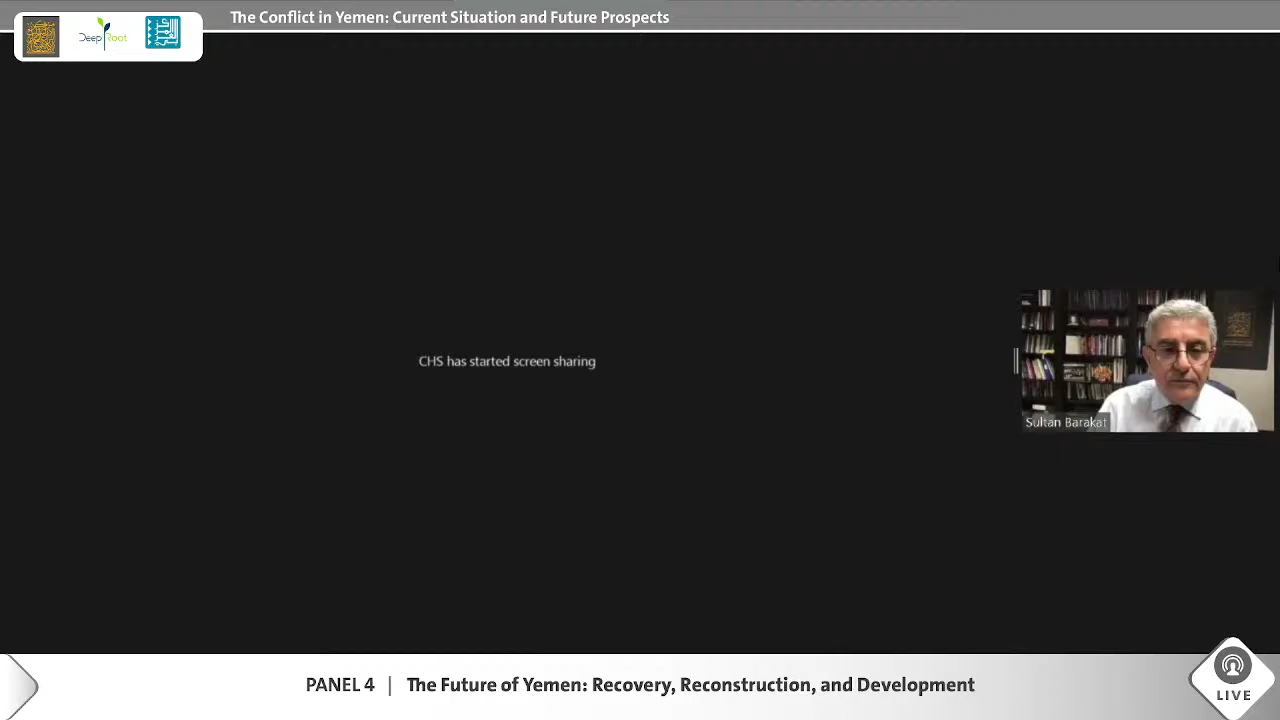 The Conflict in Yemen: Current Situation and Future Prospects
Deep Root
CHS has started screen sharing
Sultan Barakat
PANEL 4 | The Future of Yemen: Recovery, Reconstruction, and Development
LIVE